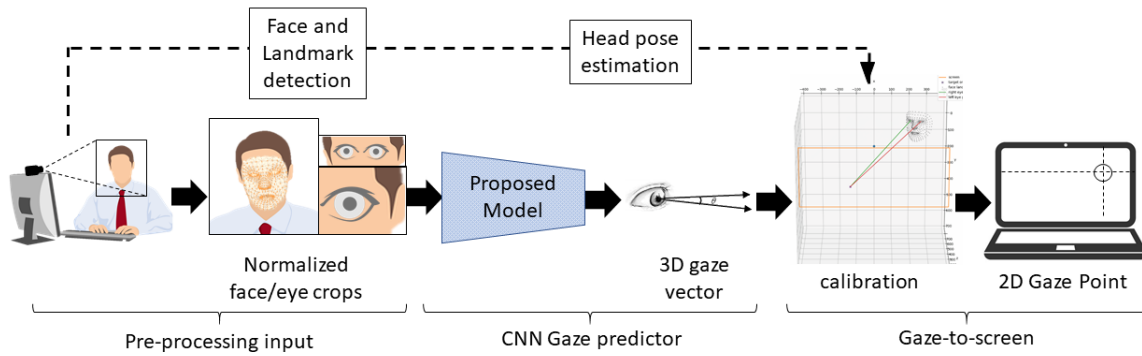 Face and
Landmark
detection
Head pose
estimation
Proposed
Model
θ
Normalized
face/eye crops
3D gaze
vector
calibration
2D Gaze Point
Pre-processing input
CNN Gaze predictor
Gaze-to-screen